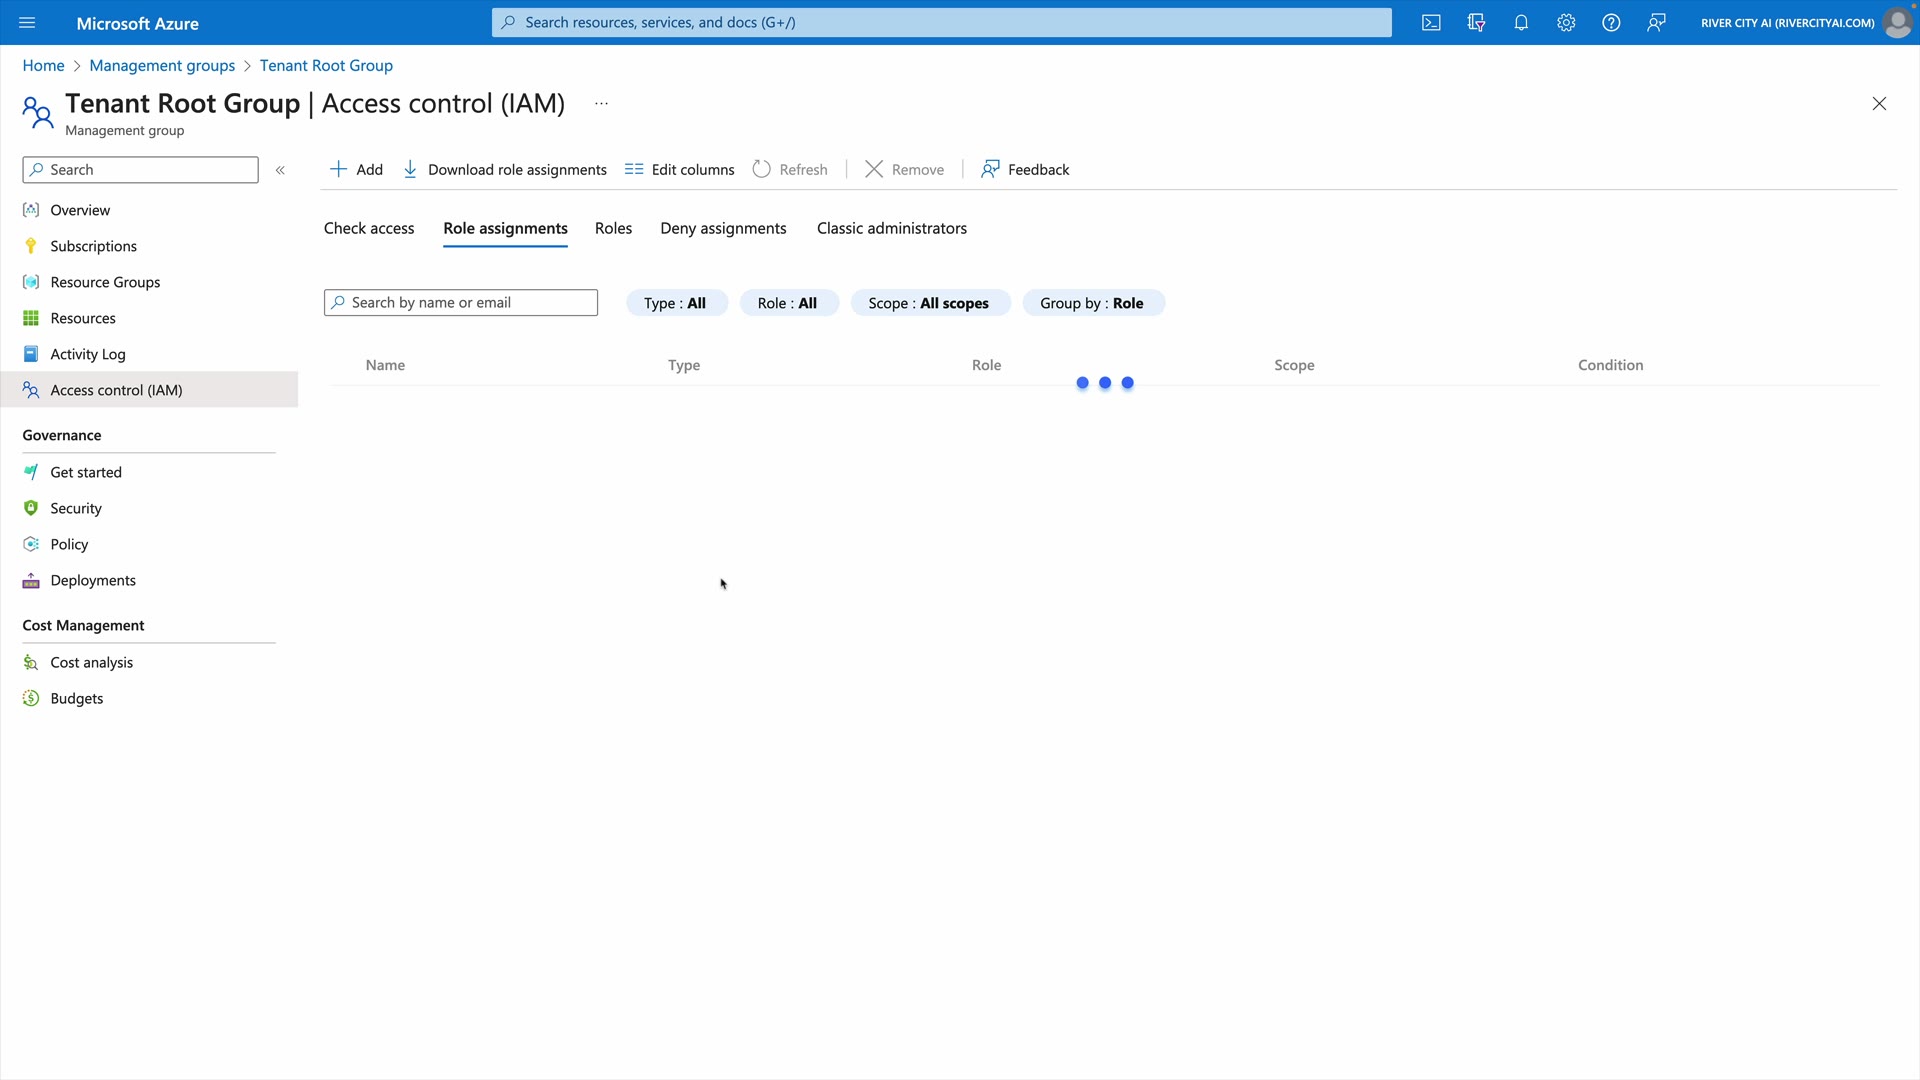 Microsoft Azure
Search resources, services, and docs (G+/)
RIVER CITY AI (RIVERCITYAI.COM)
Home > Management groups > Tenant Root Group
Tenant Root Group | Access control (IAM) ...
Management group
Search
«
Add
Download role assignments
Edit columns
Refresh
Remove
Feedback
Overview
Subscriptions
Resource Groups
Resources
Activity Log
Access control (IAM)
Governance
Get started
Security
Policy
Deployments
Cost Management
Cost analysis
Budgets
Check access
Role assignments
Roles
Deny assignments
Classic administrators
Search by name or email
Type : All
Role : All
Scope : All scopes
Group by : Role
Name
Type
Role
Scope
Condition